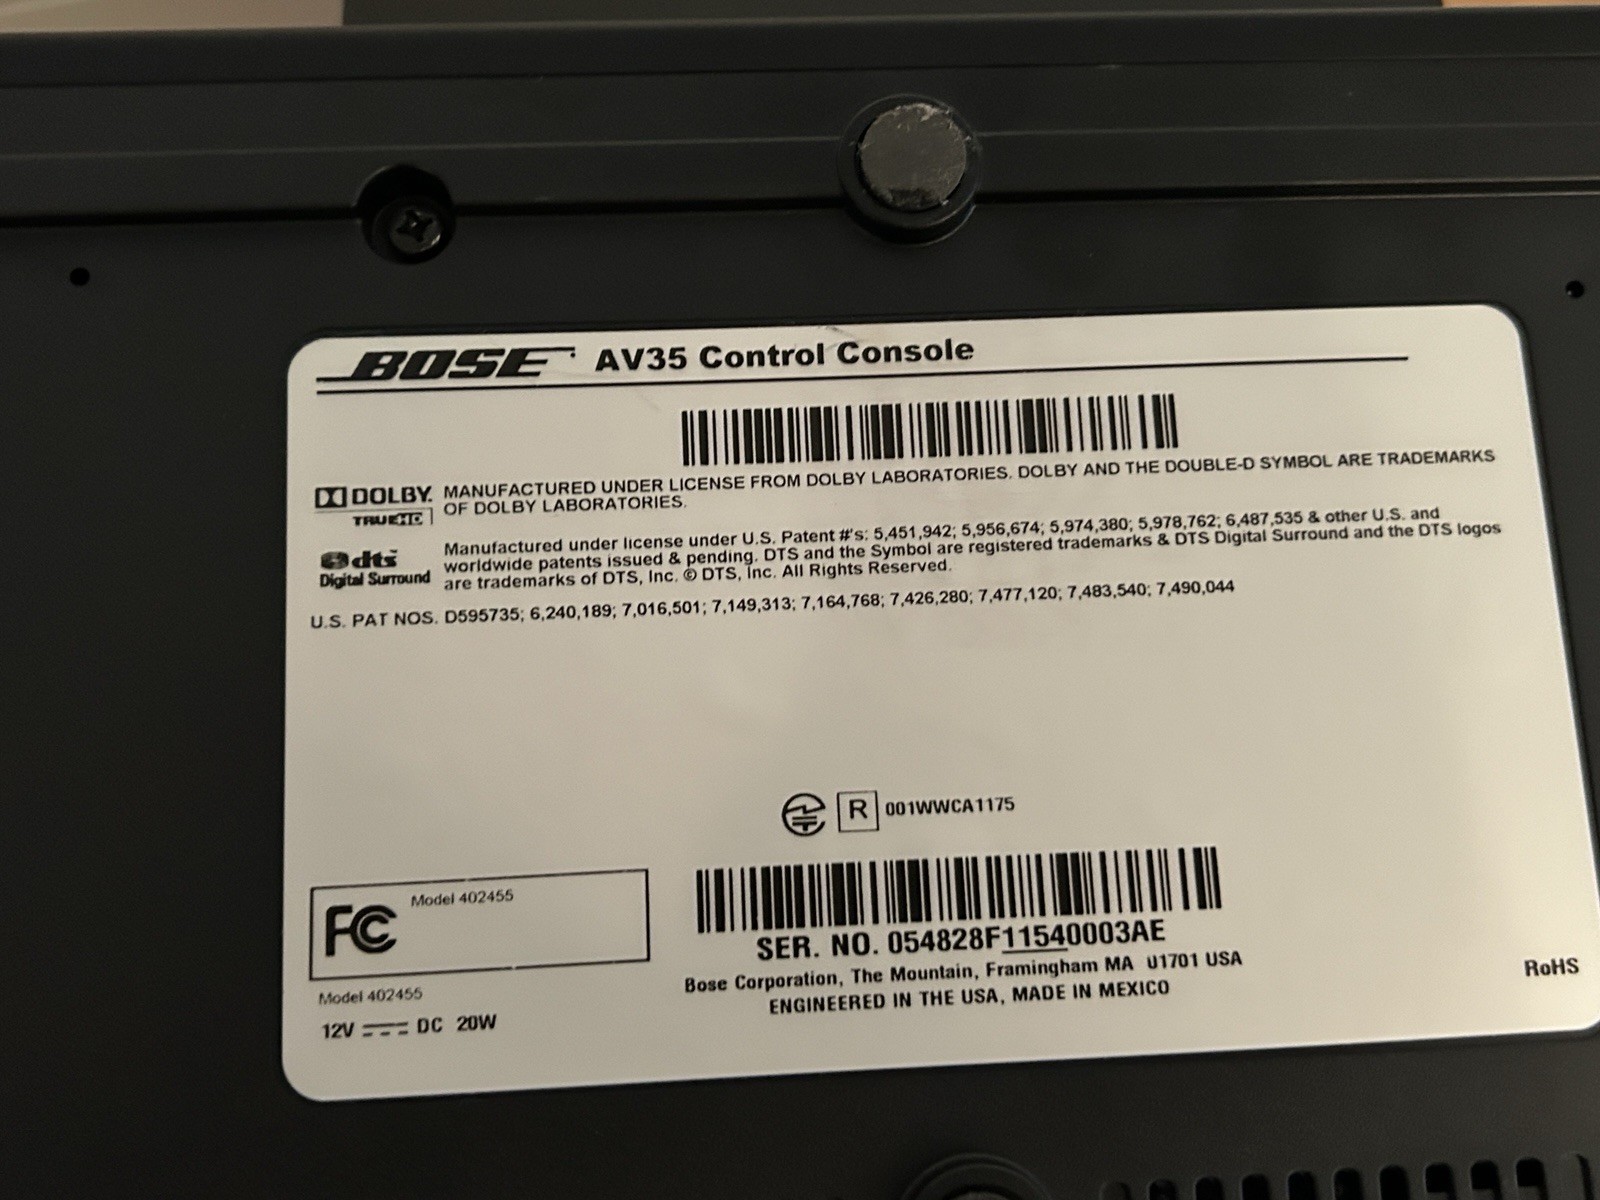 BOSE AV35 Control Console
DOLBY. TRUEHD
MANUFACTURED UNDER LICENSE FROM DOLBY LABORATORIES. DOLBY AND THE DOUBLE-D SYMBOL ARE TRADEMARKS
OF DOLBY LABORATORIES.
dts Digital Surround
Manufactured under license under U.S. Patent #'s: 5,451,942; 5,956,674; 5,974,380; 5,978,762; 6,487,535 & other U.S. and
worldwide patents issued & pending. DTS and the Symbol are registered trademarks & DTS Digital Surround and the DTS logos
are trademarks of DTS, Inc. © DTS, Inc. All Rights Reserved.
U.S. PAT NOS. D595735; 6,240,189; 7,016,501; 7,149,313; 7,164,768; 7,426,280; 7,477,120; 7,483,540; 7,490,044
R 001WWCA1175
FC Model 402455
SER. NO. 054828F11540003AE
Bose Corporation, The Mountain, Framingham MA 01701 USA
ENGINEERED IN THE USA, MADE IN MEXICO
Model 402455
12V DC 20W
RoHS